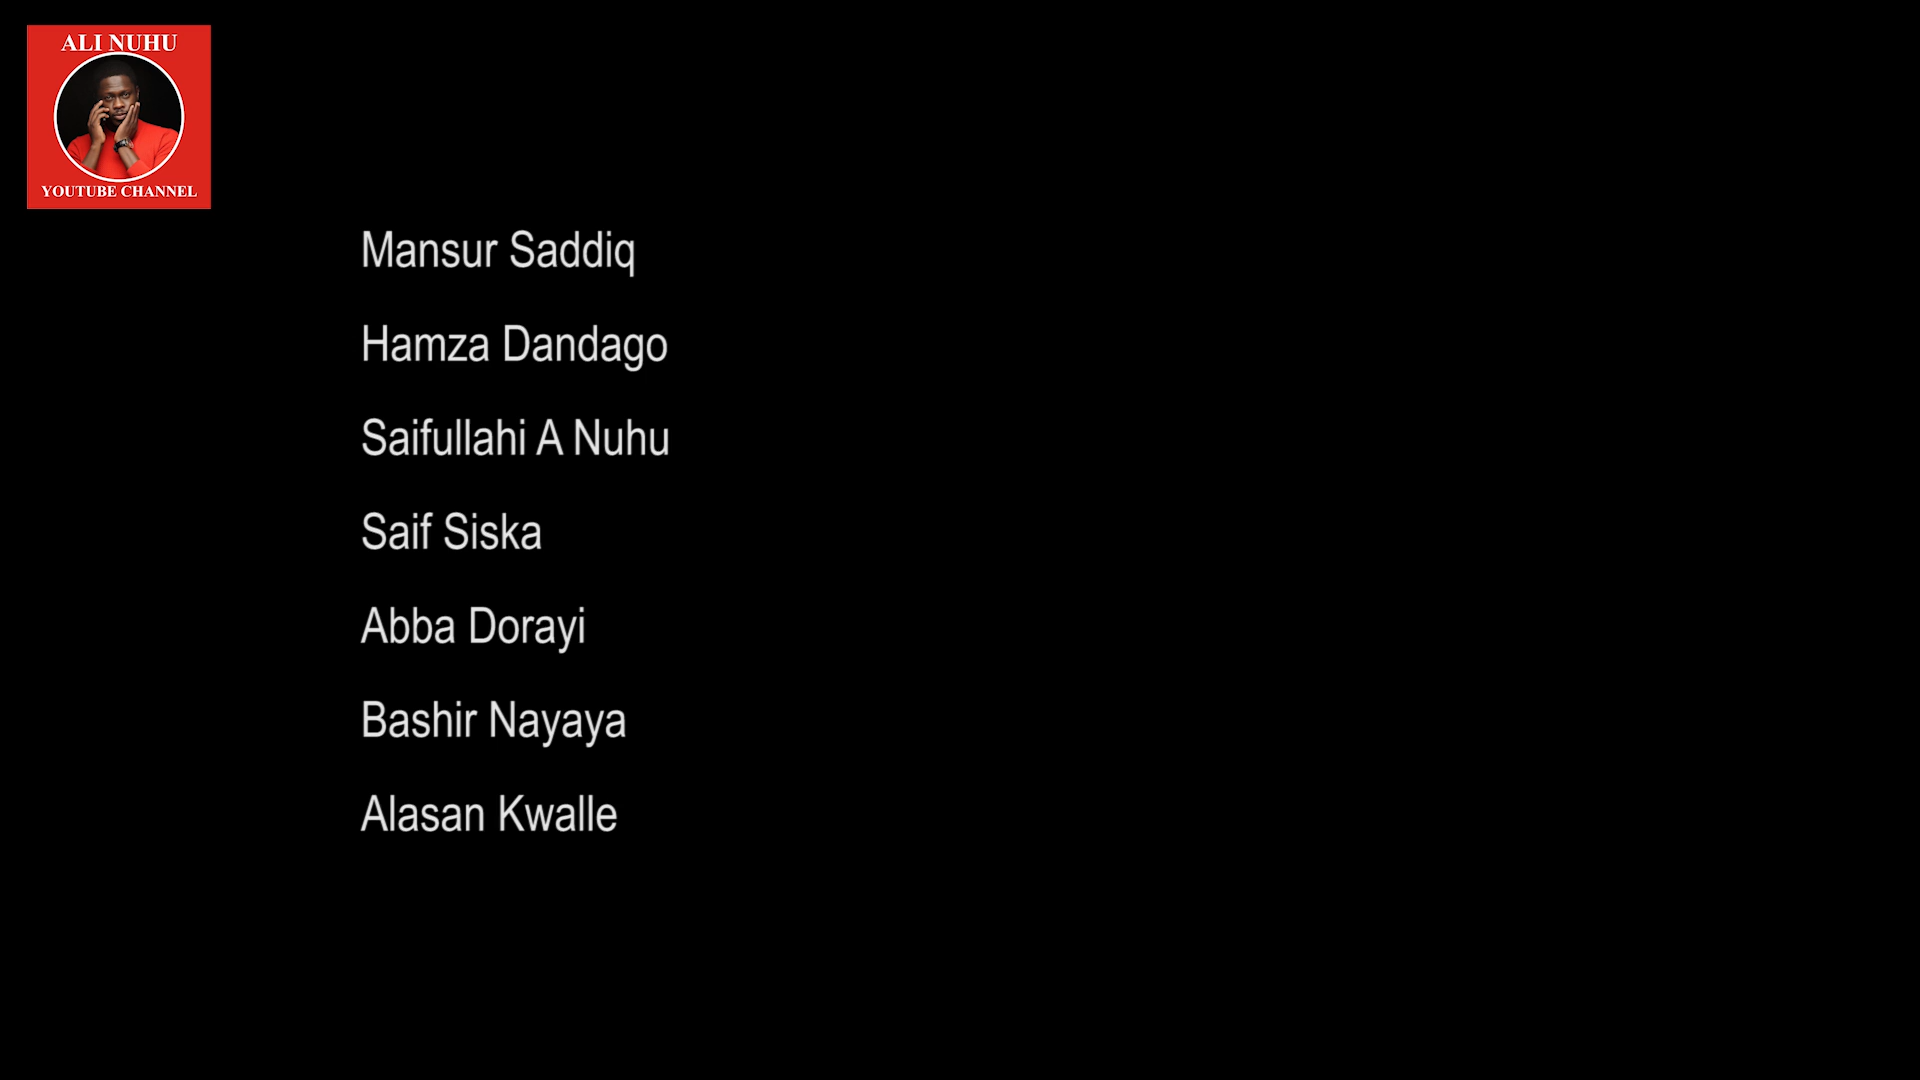 ALI NUHU
YOUTUBE CHANNEL
Mansur Saddiq
Hamza Dandago
Saifullahi A Nuhu
Saif Siska
Abba Dorayi
Bashir Nayaya
Alasan Kwalle